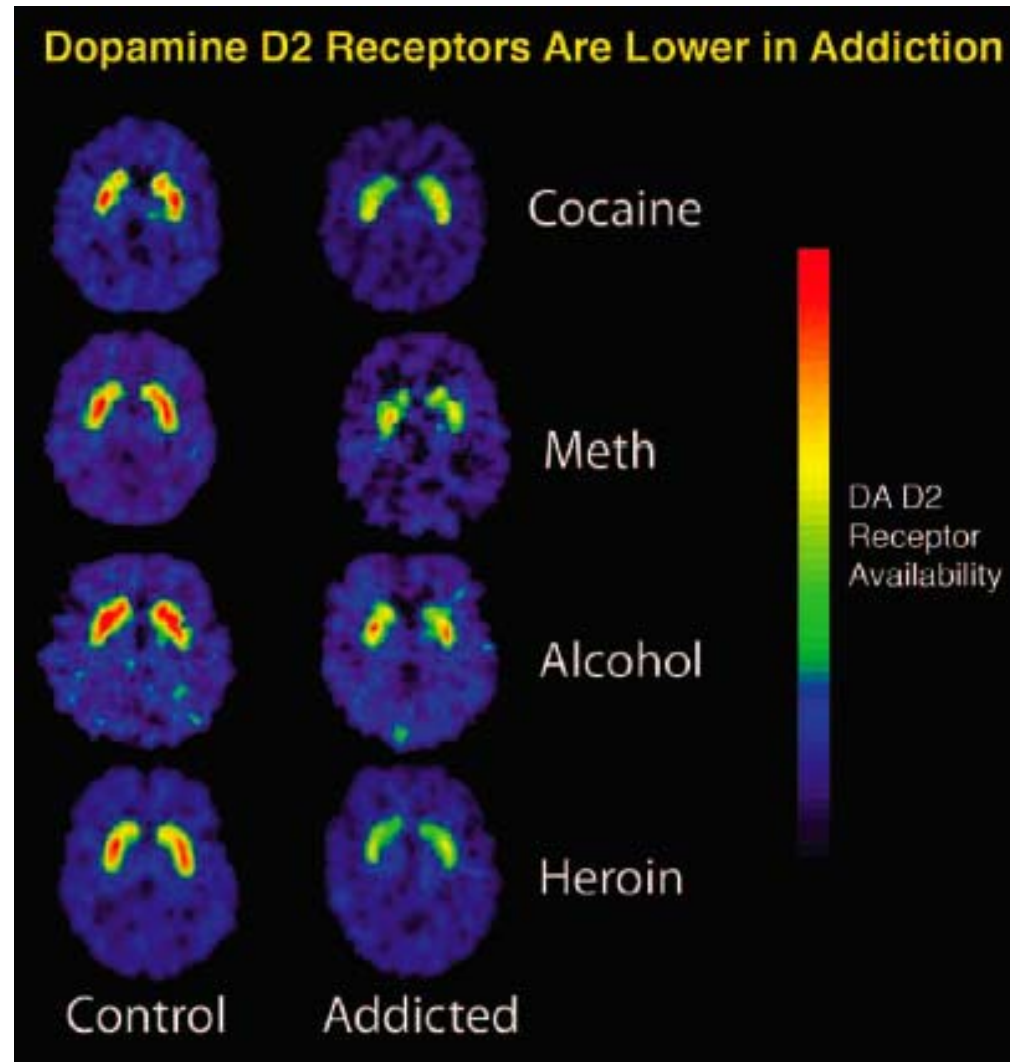 Dopamine D2 Receptors Are Lower in Addiction
Cocaine
Meth
DA D2
Receptor
Availability
Alcohol
Heroin
Control
Addicted